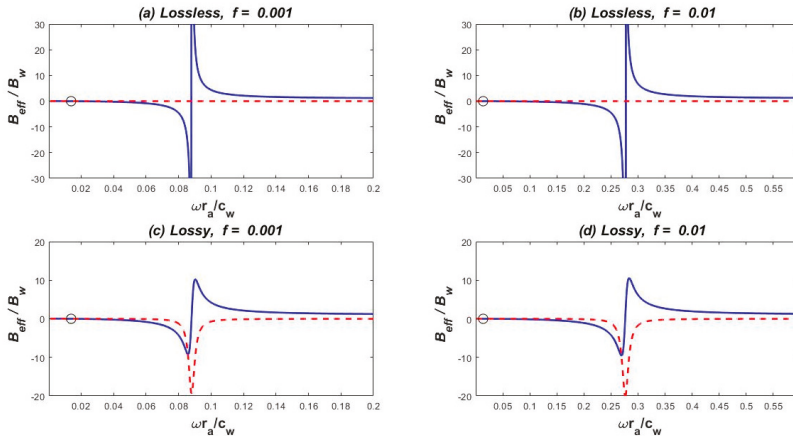 (a) Lossless, f = 0.001
30
20
10
0
-10
-20
-30
B_eff / B_w
0.02 0.04 0.06 0.08 0.1 0.12 0.14 0.16 0.18 0.2
ωr_a/c_w
(b) Lossless, f = 0.01
30
20
10
0
-10
-20
-30
B_eff / B_w
0.05 0.1 0.15 0.2 0.25 0.3 0.35 0.4 0.45 0.5 0.55
ωr_a/c_w
(c) Lossy, f = 0.001
20
10
0
-10
-20
B_eff / B_w
0.02 0.04 0.06 0.08 0.1 0.12 0.14 0.16 0.18 0.2
ωr_a/c_w
(d) Lossy, f = 0.01
20
10
0
-10
-20
B_eff / B_w
0.05 0.1 0.15 0.2 0.25 0.3 0.35 0.4 0.45 0.5 0.55
ωr_a/c_w